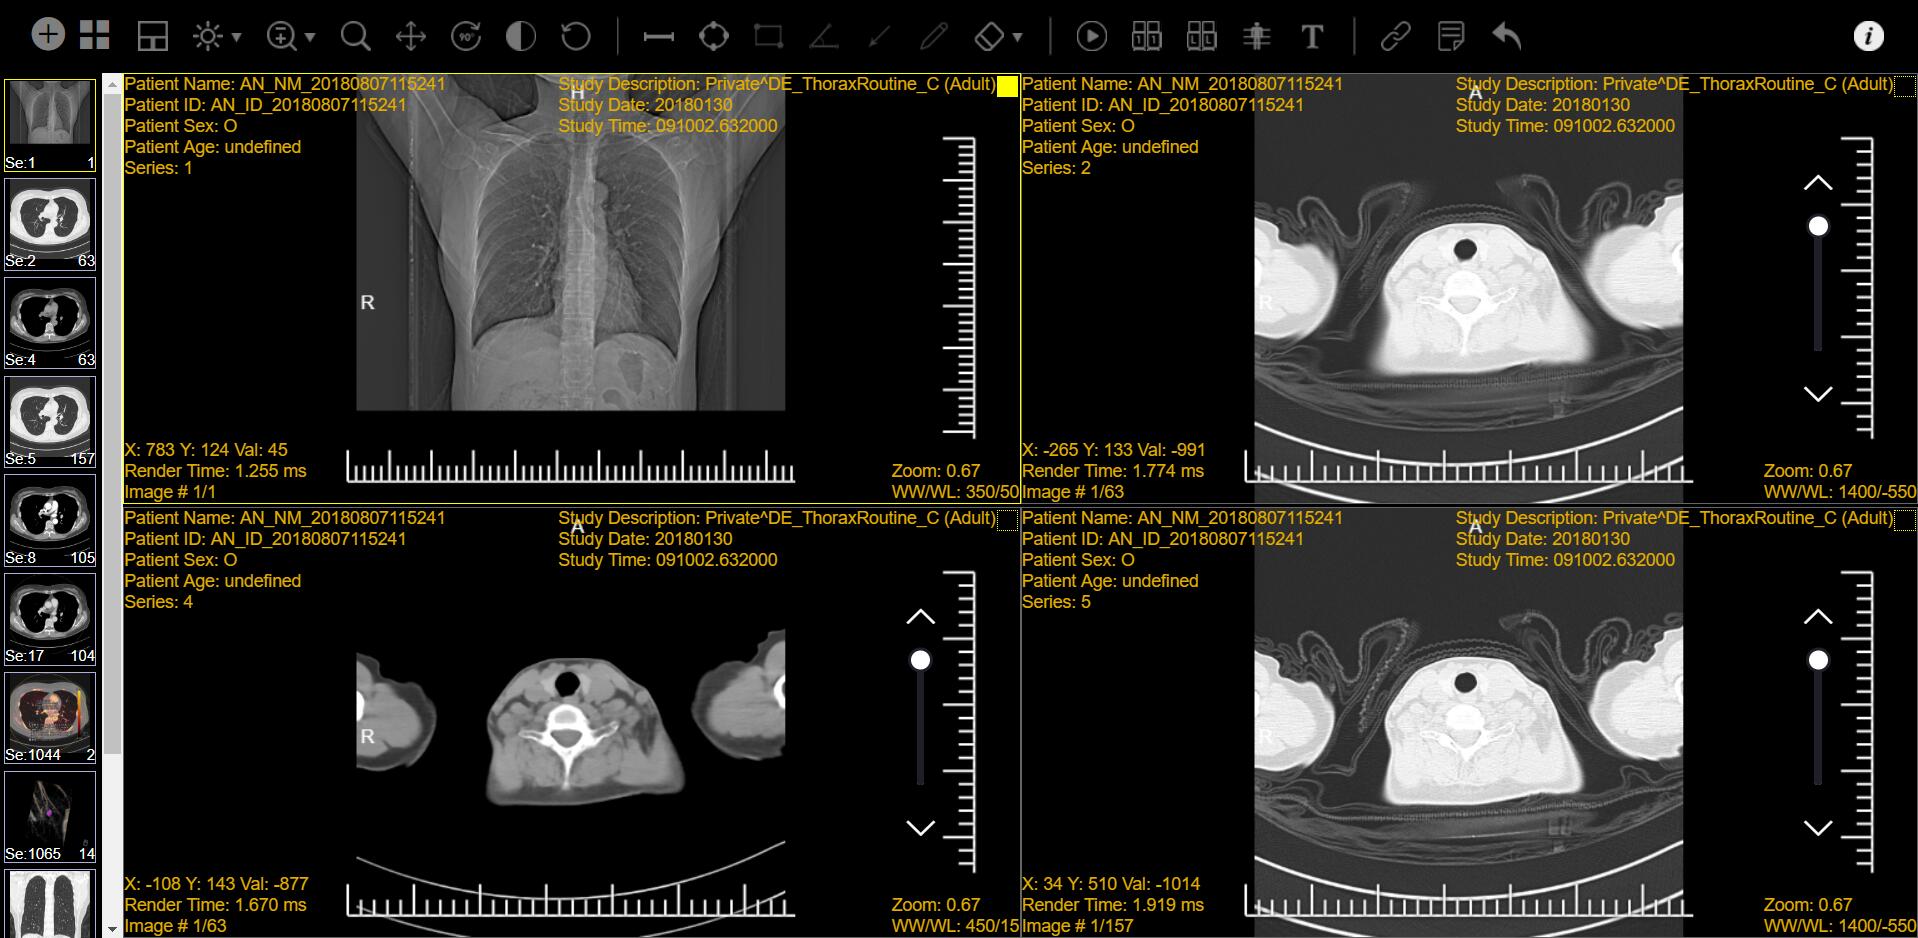 90°
1 1
L L
T
i
Se:1 1
Se:2 63
Se:4 63
Se:5 157
Se:8 105
Se:17 104
Se:1044 2
Se:1065 14
Patient Name: AN_NM_20180807115241
Patient ID: AN_ID_20180807115241
Patient Sex: O
Patient Age: undefined
Series: 1
Study Description: Private^DE_ThoraxRoutine_C (Adult)
Study Date: 20180130
Study Time: 091002.632000
H
R
X: 783 Y: 124 Val: 45
Render Time: 1.255 ms
Image # 1/1
Zoom: 0.67
WW/WL: 350/50
Patient Name: AN_NM_20180807115241
Patient ID: AN_ID_20180807115241
Patient Sex: O
Patient Age: undefined
Series: 2
Study Description: Private^DE_ThoraxRoutine_C (Adult)
Study Date: 20180130
Study Time: 091002.632000
A
R
X: -265 Y: 133 Val: -991
Render Time: 1.774 ms
Image # 1/63
Zoom: 0.67
WW/WL: 1400/-550
Patient Name: AN_NM_20180807115241
Patient ID: AN_ID_20180807115241
Patient Sex: O
Patient Age: undefined
Series: 4
Study Description: Private^DE_ThoraxRoutine_C (Adult)
Study Date: 20180130
Study Time: 091002.632000
A
R
X: -108 Y: 143 Val: -877
Render Time: 1.670 ms
Image # 1/63
Zoom: 0.67
WW/WL: 450/15
Patient Name: AN_NM_20180807115241
Patient ID: AN_ID_20180807115241
Patient Sex: O
Patient Age: undefined
Series: 5
Study Description: Private^DE_ThoraxRoutine_C (Adult)
Study Date: 20180130
Study Time: 091002.632000
A
R
X: 34 Y: 510 Val: -1014
Render Time: 1.919 ms
Image # 1/157
Zoom: 0.67
WW/WL: 1400/-550